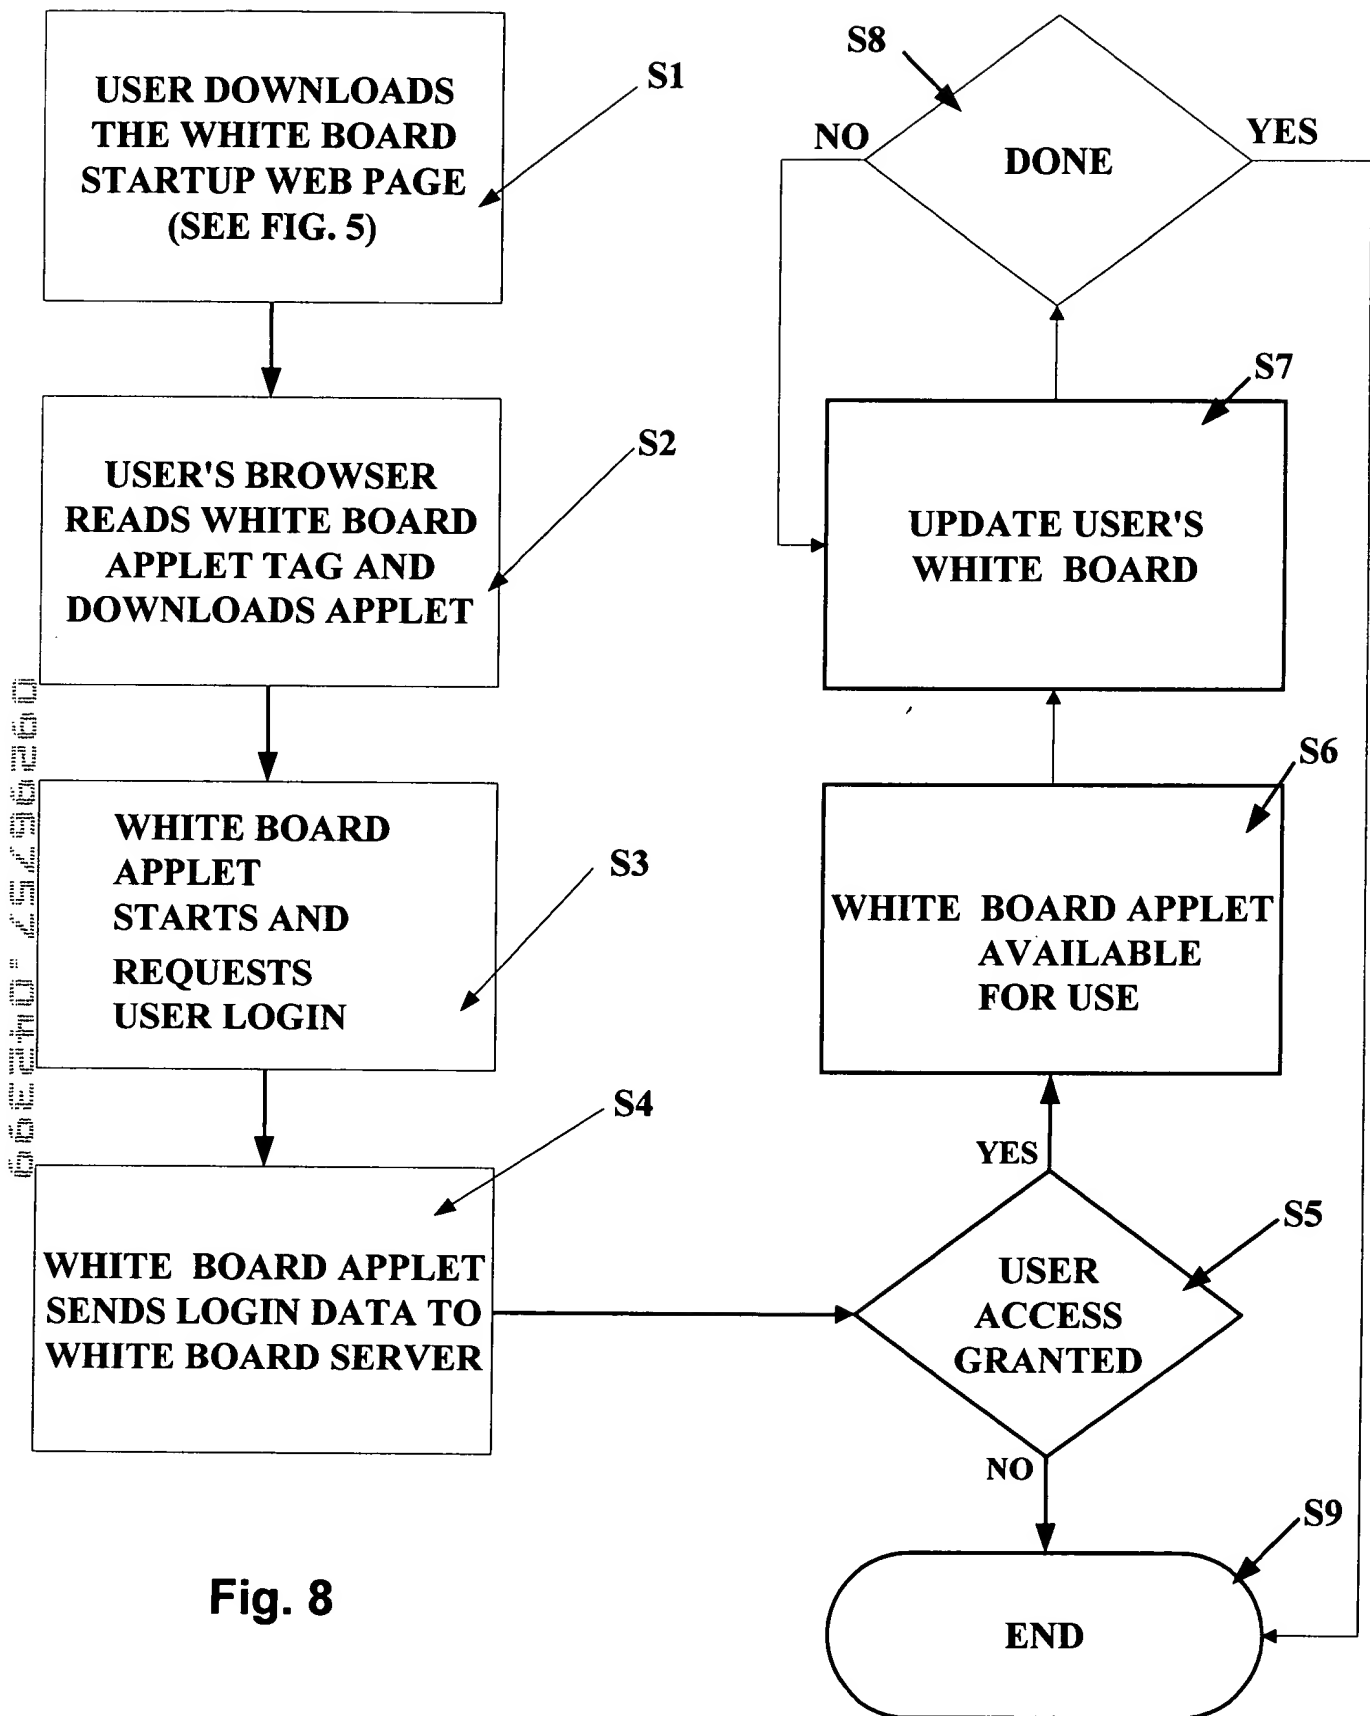 USER DOWNLOADS
THE WHITE BOARD
STARTUP WEB PAGE
(SEE FIG. 5)
S1
USER'S BROWSER
READS WHITE BOARD
APPLET TAG AND
DOWNLOADS APPLET
S2
WHITE BOARD
APPLET
STARTS AND
REQUESTS
USER LOGIN
S3
WHITE BOARD APPLET
SENDS LOGIN DATA TO
WHITE BOARD SERVER
S4
USER
ACCESS
GRANTED
S5
YES
NO
WHITE BOARD APPLET
AVAILABLE
FOR USE
S6
UPDATE USER'S
WHITE BOARD
S7
DONE
S8
NO
YES
END
S9
Fig. 8